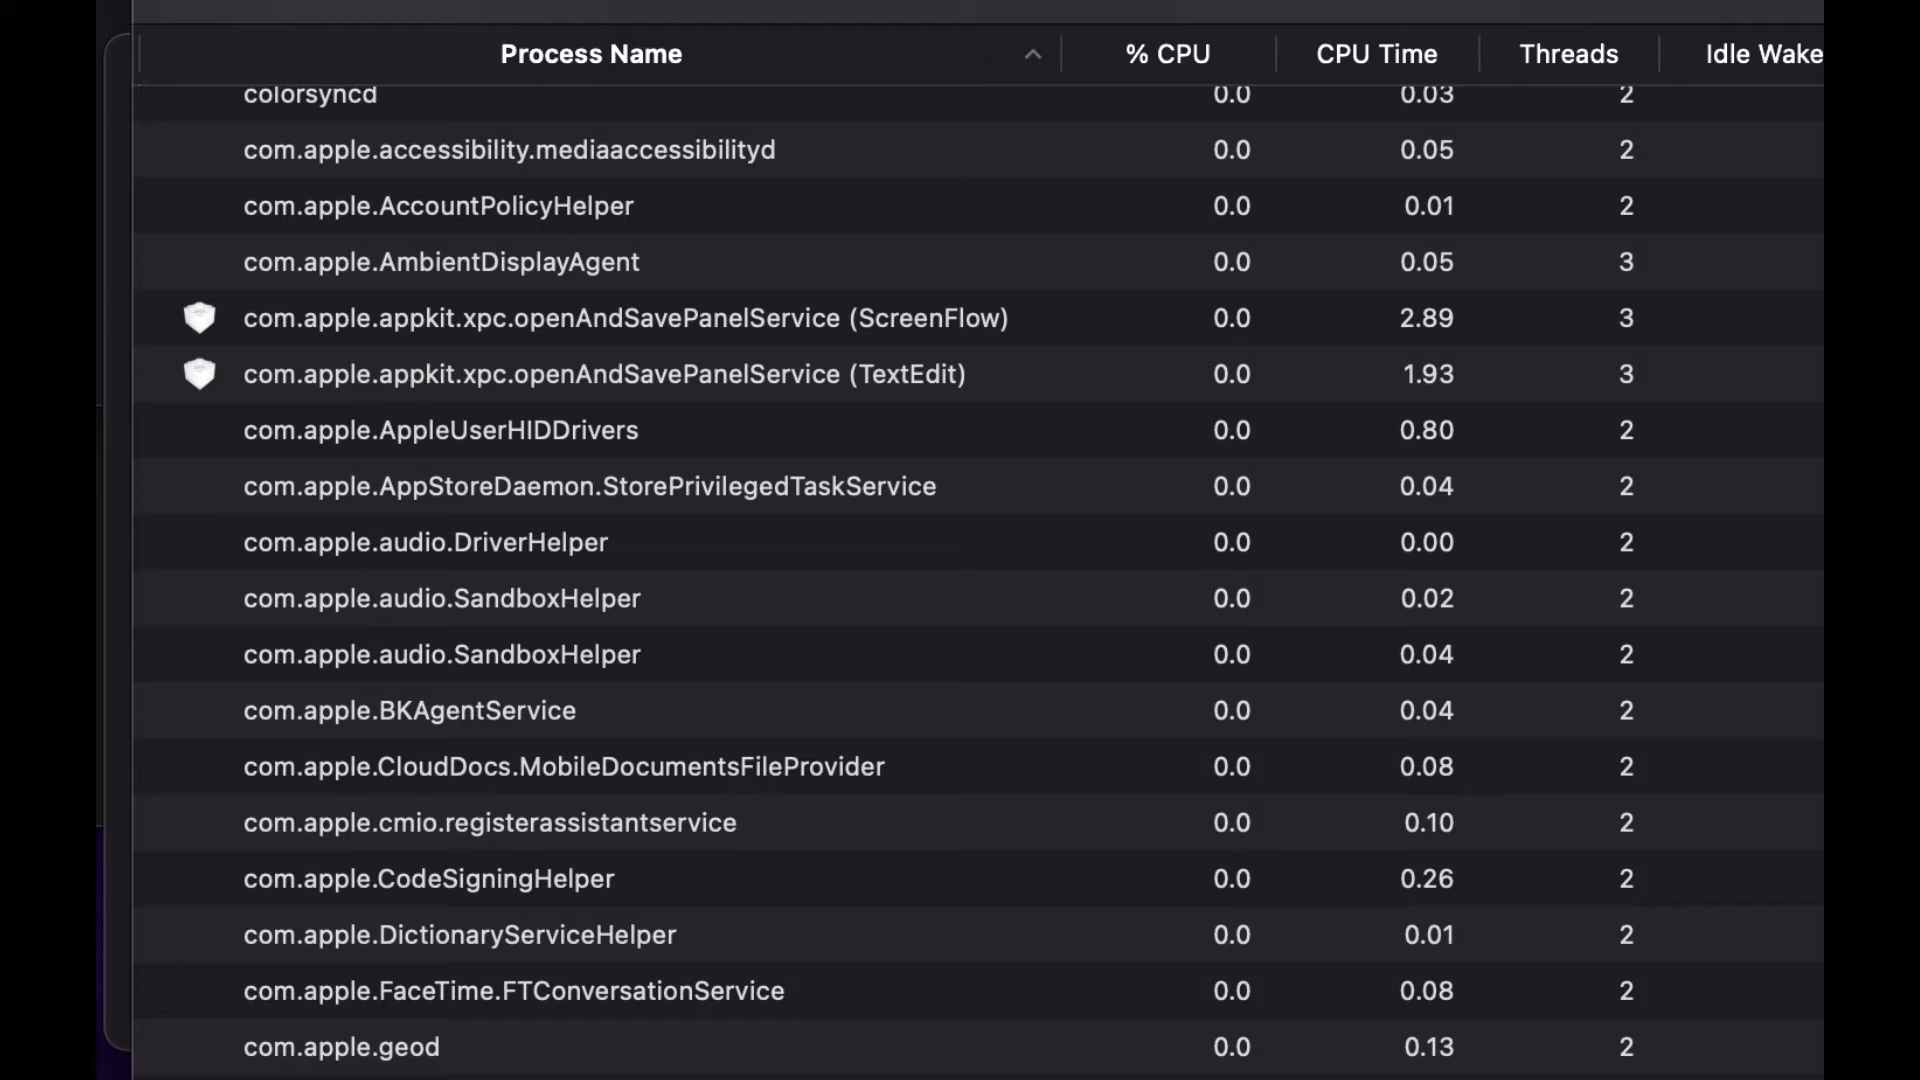 Process Name % CPU CPU Time Threads Idle Wake
colorsyncd 0.0 0.03 2
com.apple.accessibility.mediaaccessibilityd 0.0 0.05 2
com.apple.AccountPolicyHelper 0.0 0.01 2
com.apple.AmbientDisplayAgent 0.0 0.05 3
com.apple.appkit.xpc.openAndSavePanelService (ScreenFlow) 0.0 2.89 3
com.apple.appkit.xpc.openAndSavePanelService (TextEdit) 0.0 1.93 3
com.apple.AppleUserHIDDrivers 0.0 0.80 2
com.apple.AppStoreDaemon.StorePrivilegedTaskService 0.0 0.04 2
com.apple.audio.DriverHelper 0.0 0.00 2
com.apple.audio.SandboxHelper 0.0 0.02 2
com.apple.audio.SandboxHelper 0.0 0.04 2
com.apple.BKAgentService 0.0 0.04 2
com.apple.CloudDocs.MobileDocumentsFileProvider 0.0 0.08 2
com.apple.cmio.registerassistantservice 0.0 0.10 2
com.apple.CodeSigningHelper 0.0 0.26 2
com.apple.DictionaryServiceHelper 0.0 0.01 2
com.apple.FaceTime.FTConversationService 0.0 0.08 2
com.apple.geod 0.0 0.13 2